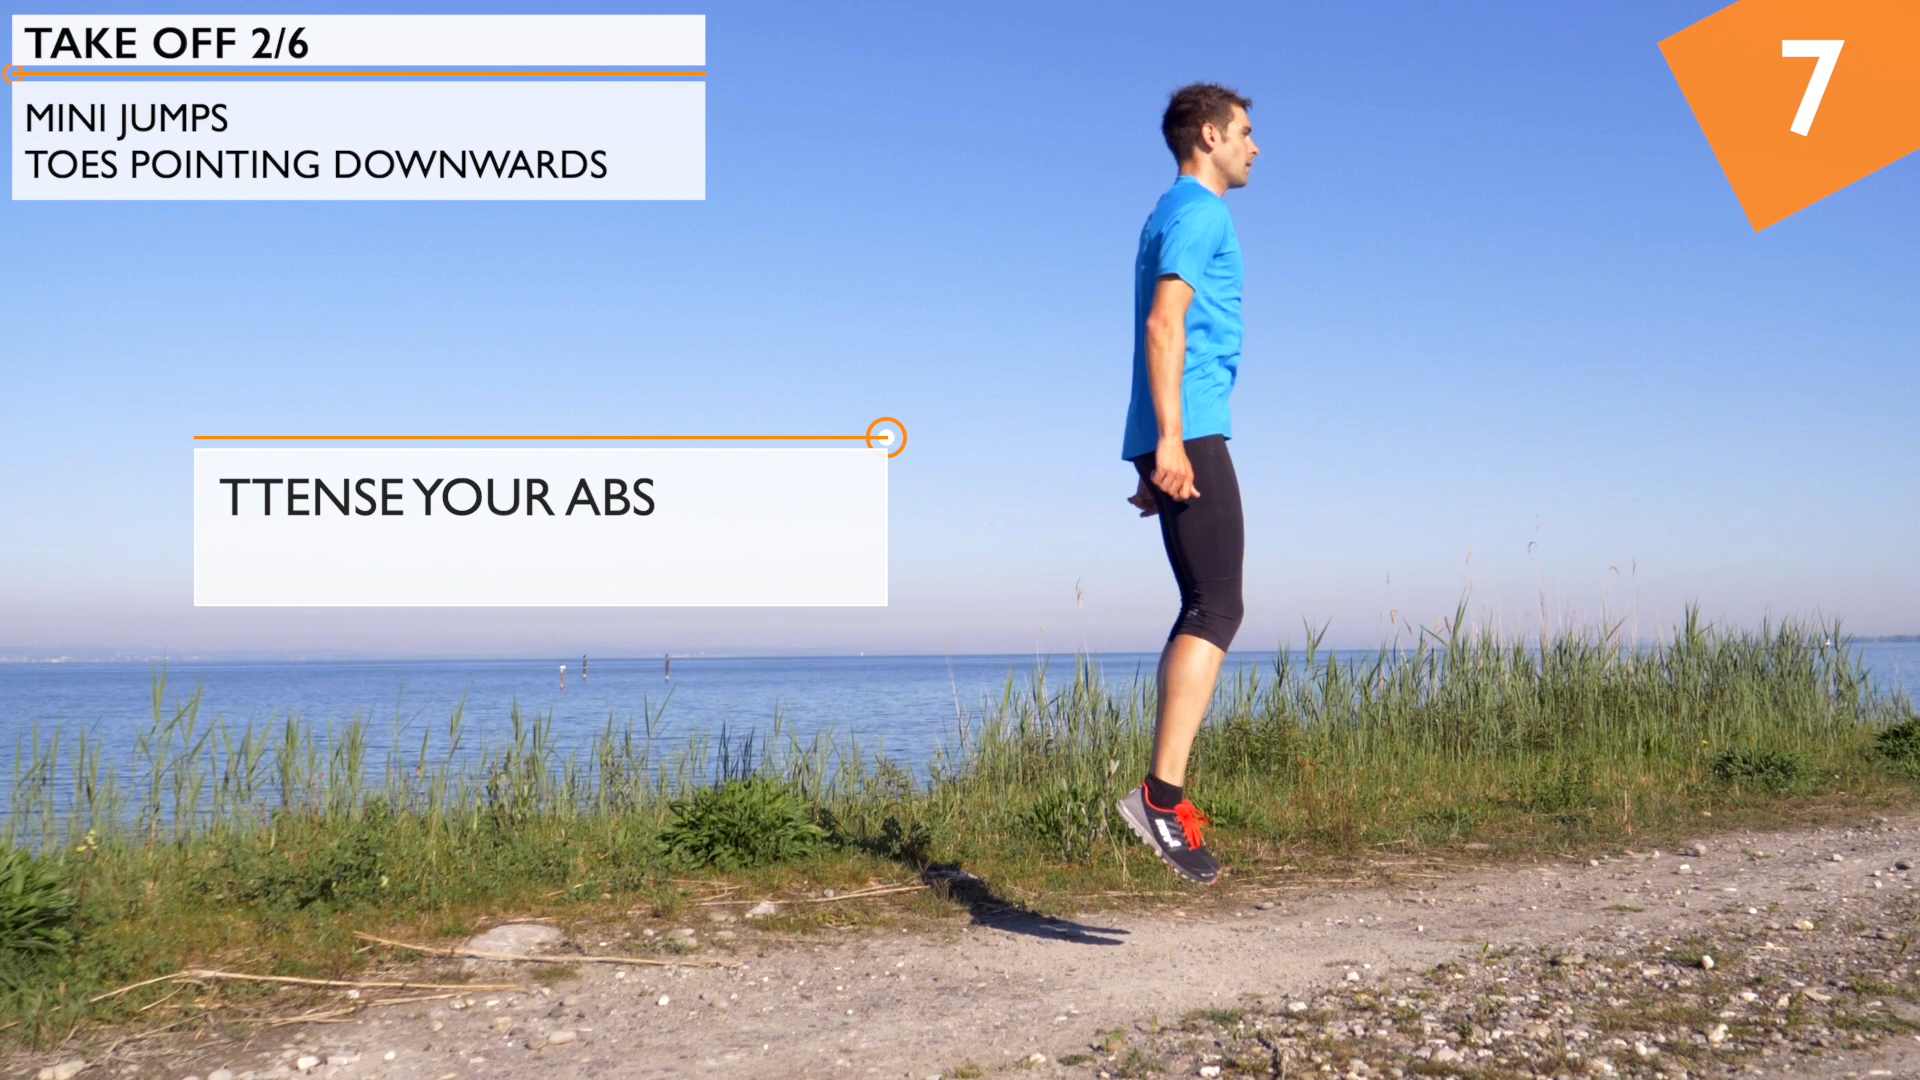 TAKE OFF 2/6
7
MINI JUMPS
TOES POINTING DOWNWARDS
TTENSE YOUR ABS